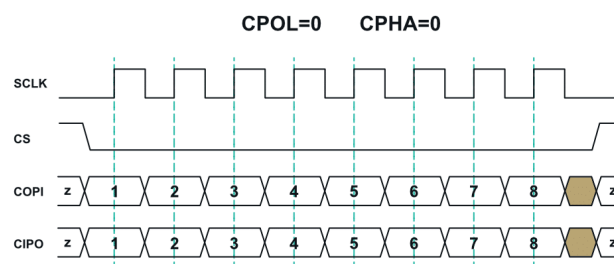 CPOL=0 CPHA=0
SCLK
CS
COPI z 1 2 3 4 5 6 7 8 z
CIPO z 1 2 3 4 5 6 7 8 z